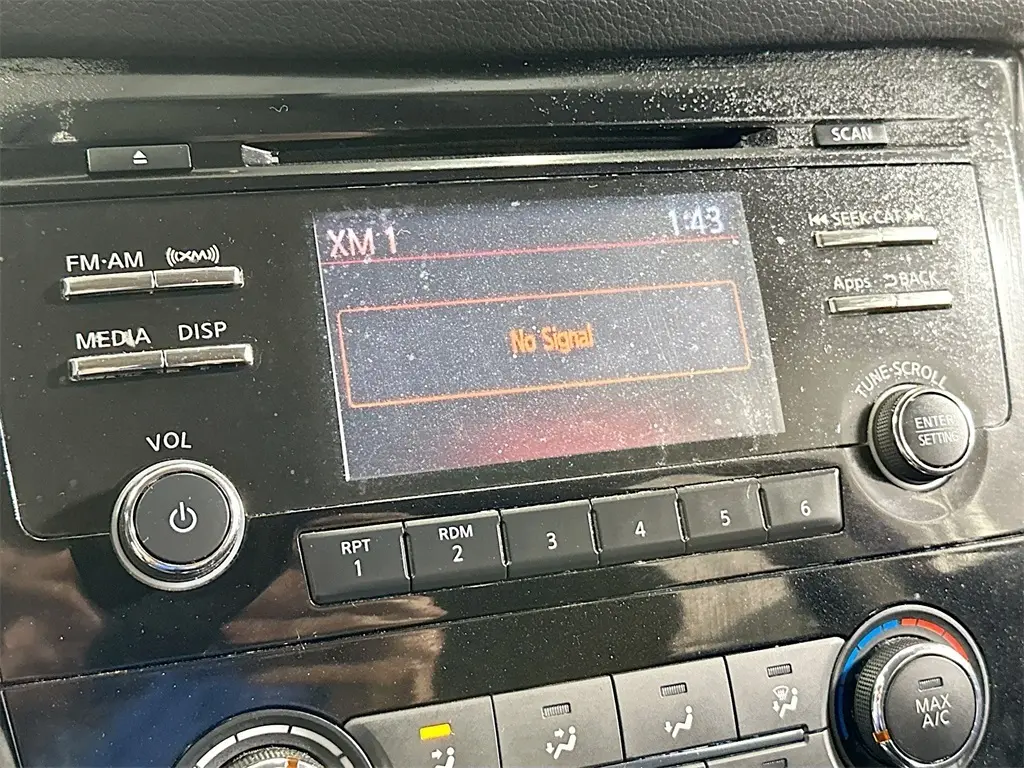 SCAN
XM 1
1:43
SEEK·CAT
FM·AM
((XM))
Apps
BACK
MEDIA
DISP
No Signal
TUNE·SCROLL
ENTER
SETTING
VOL
RPT
1
RDM
2
3
4
5
6
MAX
A/C